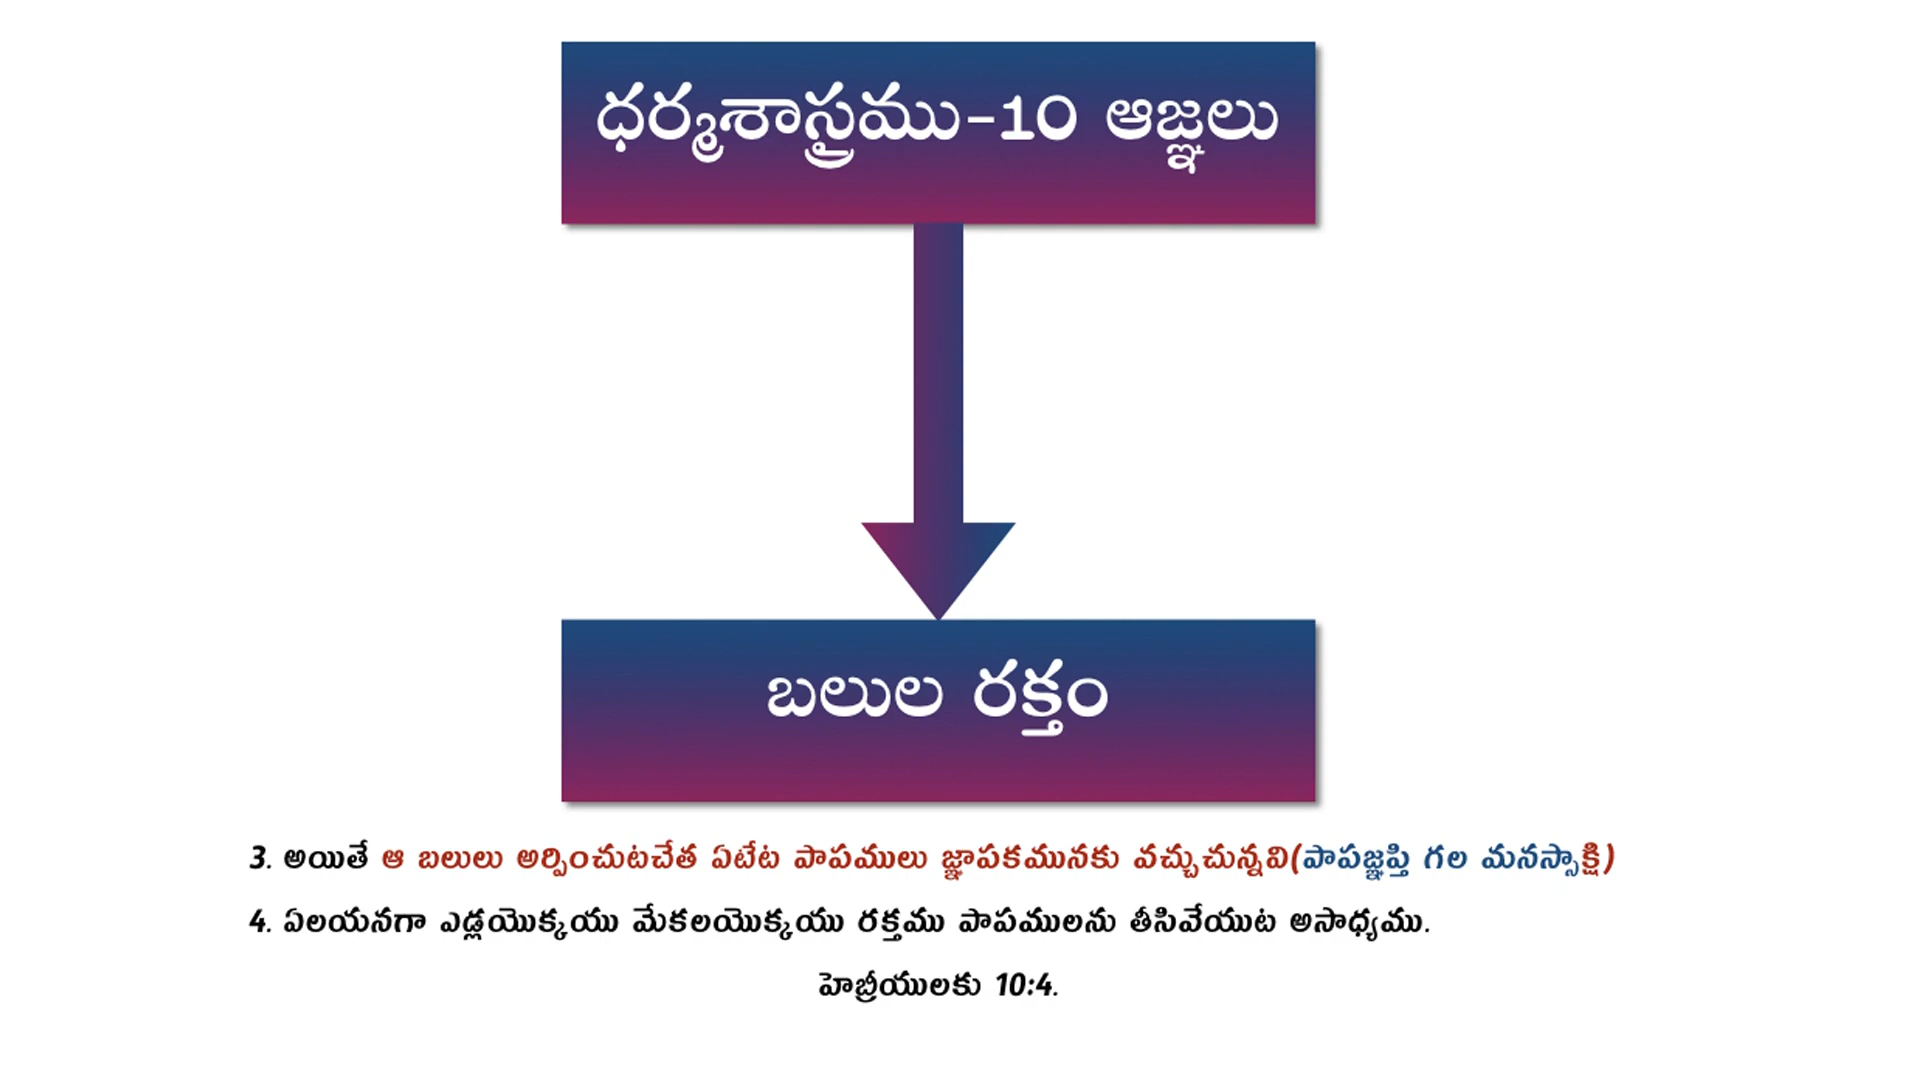 ధర్మశాస్త్రము-10 ఆజ్ఞలు
బలుల రక్తం
3. అయితే ఆ బలులు అర్పించుటచేత ఏటేట పాపములు జ్ఞాపకమునకు వచ్చుచున్నవి(పాపజ్ఞప్తి గల మనస్సాక్షి)
4. ఏలయనగా ఎడ్లయొక్కయు మేకలయొక్కయు రక్తము పాపములను తీసివేయుట అసాధ్యము.
హెబ్రీయులకు 10:4.